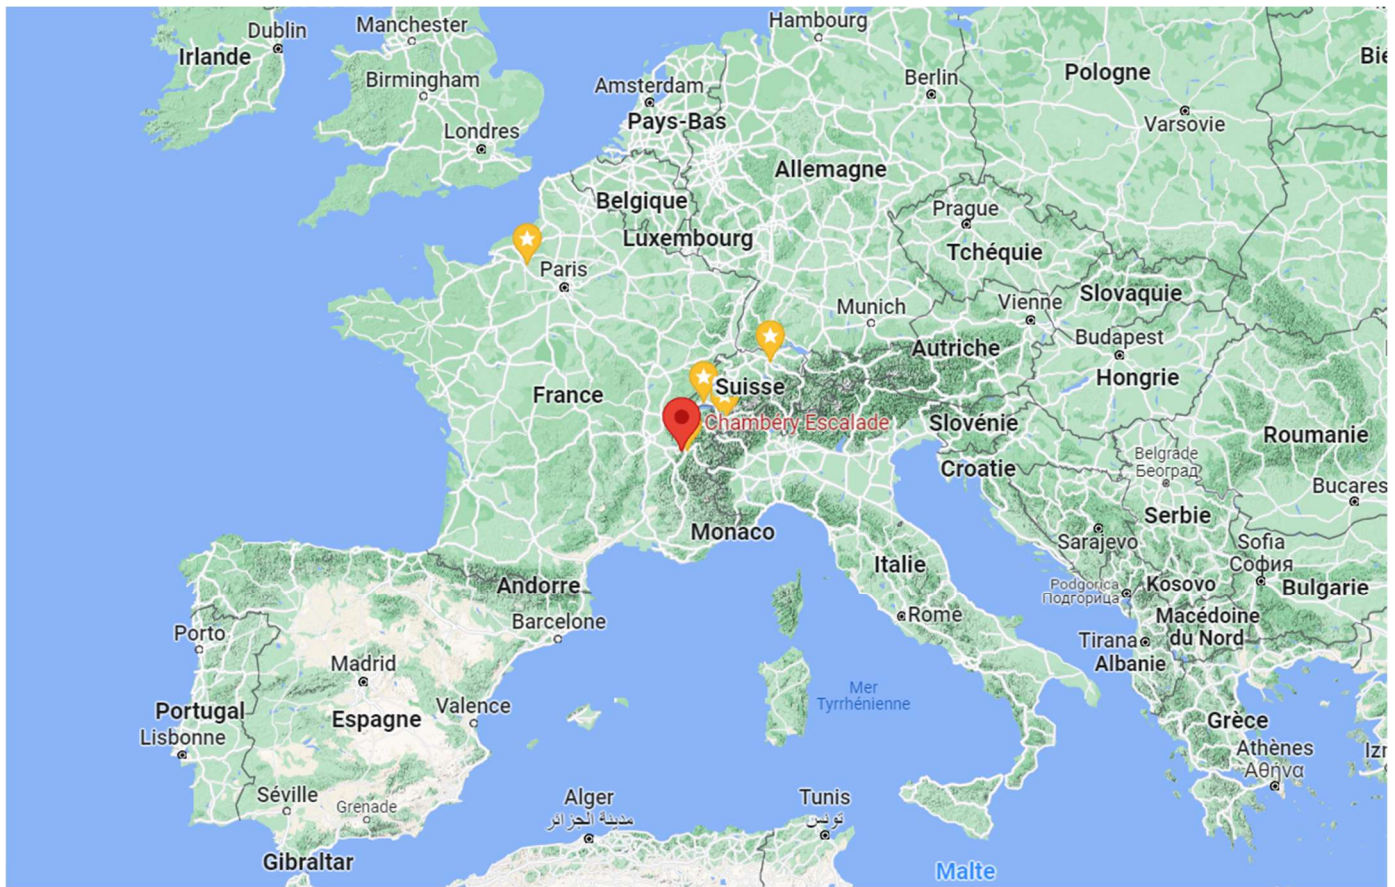 Hambourg
Manchester
Dublin
Irlande
Bie
Pologne
Berlin
Birmingham
Amsterdam
Pays-Bas
Varsovie
Londres
Allemagne
Belgique
Prague
Luxembourg
Tchéquie
Paris
Slovaquie
Vienne
Munich
Budapest
Autriche
Hongrie
Suisse
France
Chambéry Escalade
Slovénie
Roumanie
Belgrade
Београд
Croatie
Bucares
Serbie
Monaco
Sarajevo
Sofia
София
Italie
Andorre
Podgorica
Подгорица
Kosovo
Bulgarie
Rome
Barcelone
Macédoine
du Nord
Porto
Tirana
Albanie
Madrid
Mer
Tyrrhénienne
Valence
Portugal
Espagne
Grèce
Lisbonne
Athènes
Αθήνα
Izr
Séville
Grenade
Alger
مدينة الجزائر
Tunis
تونس
Gibraltar
Malte